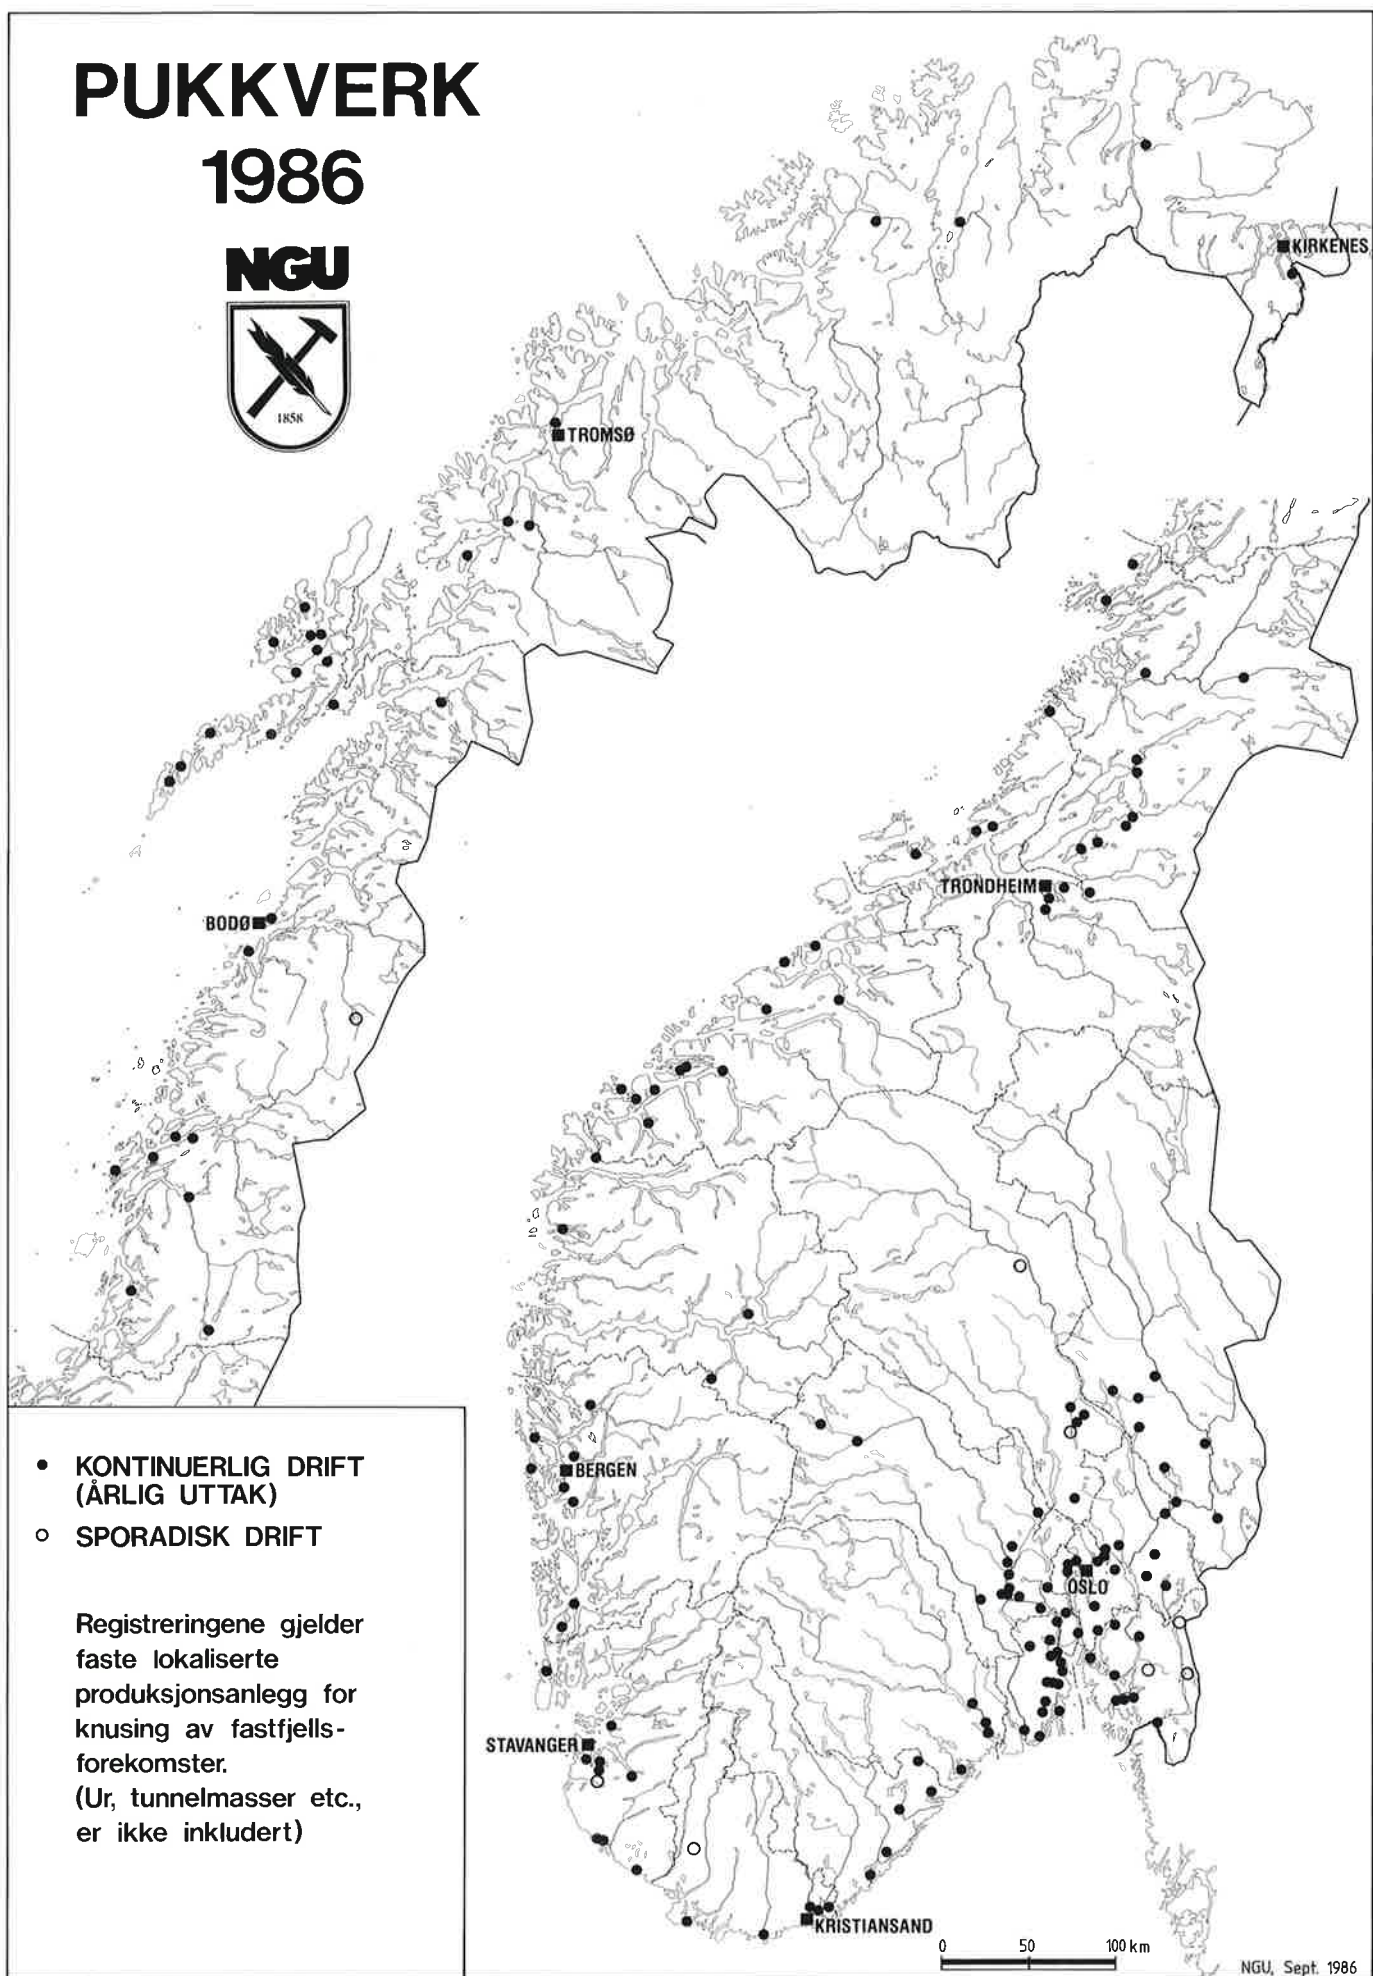 PUKKVERK
1986
NGU
1858
KIRKENES
TROMSØ
BODØ
TRONDHEIM
BERGEN
OSLO
STAVANGER
KRISTIANSAND
KONTINUERLIG DRIFT
(ÅRLIG UTTAK)
SPORADISK DRIFT
Registreringene gjelder
faste lokaliserte
produksjonsanlegg for
knusing av fastfjells-
forekomster.
(Ur, tunnelmasser etc.,
er ikke inkludert)
0 50 100 km
NGU, Sept. 1986